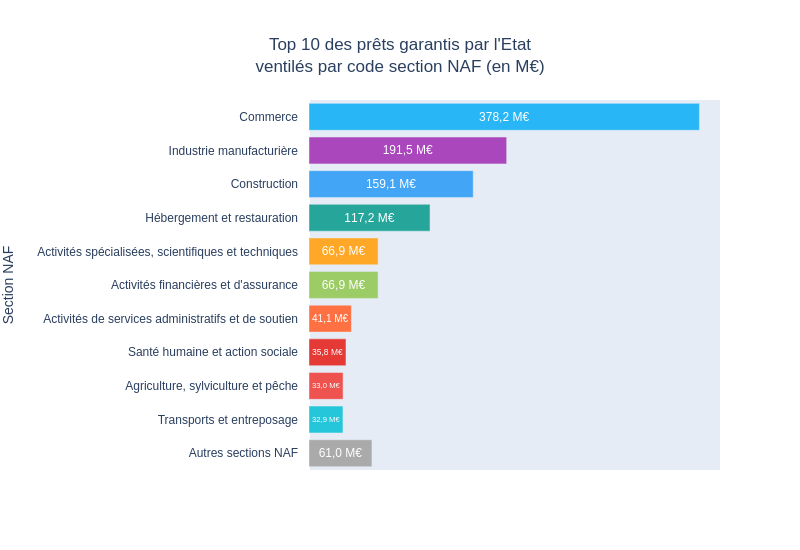 Top 10 des prêts garantis par l'Etat
ventilés par code section NAF (en M€)
Section NAF
Commerce 378,2 M€
Industrie manufacturière 191,5 M€
Construction 159,1 M€
Hébergement et restauration 117,2 M€
Activités spécialisées, scientifiques et techniques 66,9 M€
Activités financières et d'assurance 66,9 M€
Activités de services administratifs et de soutien 41,1 M€
Santé humaine et action sociale 35,8 M€
Agriculture, sylviculture et pêche 33,0 M€
Transports et entreposage 32,9 M€
Autres sections NAF 61,0 M€